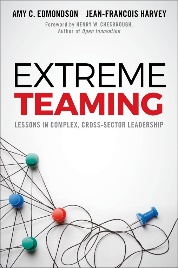 AMY C. EDMONDSON   JEAN-FRANÇOIS HARVEY
Foreword by HENRY W. CHESBROUGH,
Author of Open Innovation
EXTREME
TEAMING
LESSONS IN COMPLEX, CROSS-SECTOR LEADERSHIP